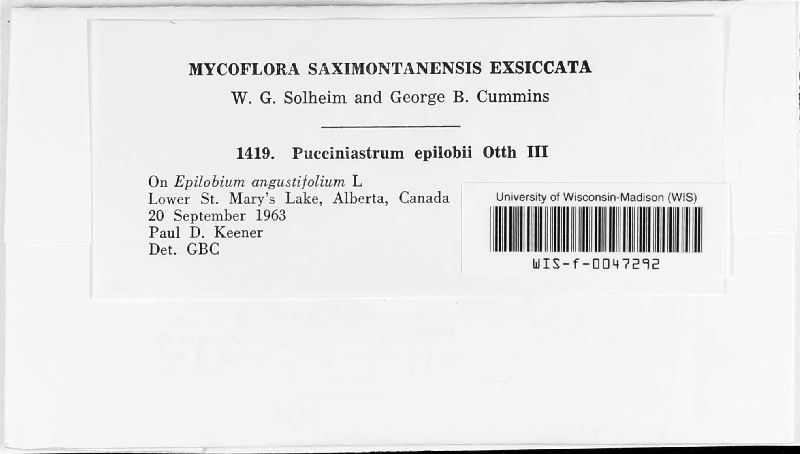 MYCOFLORA SAXIMONTANENSIS EXSICCATA
W. G. Solheim and George B. Cummins
1419. Pucciniastrum epilobii Otth III
On Epilobium angustifolium L
Lower St. Mary's Lake, Alberta, Canada
20 September 1963
Paul D. Keener
Det. GBC
University of Wisconsin-Madison (WIS)
WIS-f-0047292